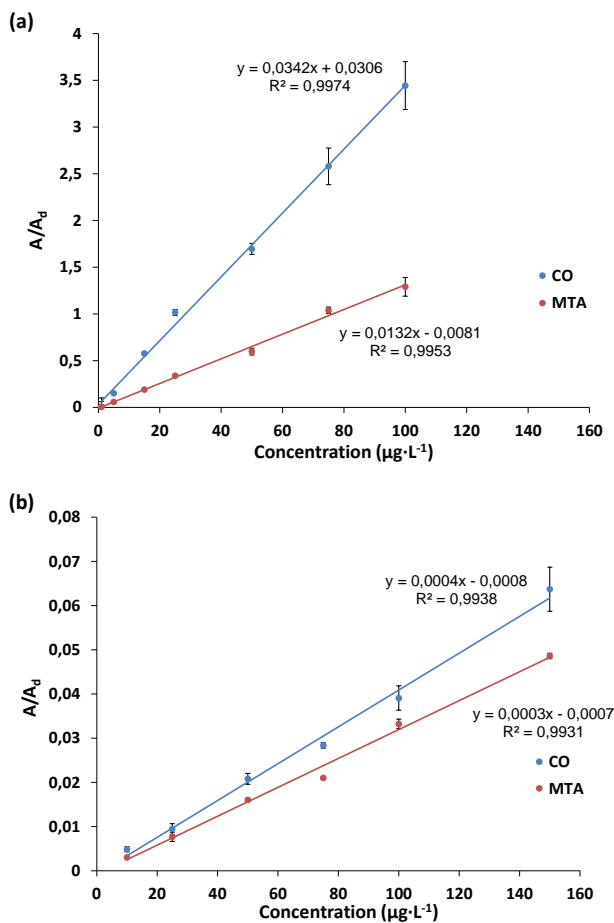 (a)
4
3,5
3
2,5
2
1,5
1
0,5
0
A/A_d
y = 0,0342x + 0,0306
R² = 0,9974
CO
MTA
y = 0,0132x - 0,0081
R² = 0,9953
0 20 40 60 80 100 120 140 160
Concentration (µg·L⁻¹)
(b)
0,08
0,07
0,06
0,05
0,04
0,03
0,02
0,01
0
A/A_d
y = 0,0004x - 0,0008
R² = 0,9938
y = 0,0003x - 0,0007
R² = 0,9931
CO
MTA
0 20 40 60 80 100 120 140 160
Concentration (µg·L⁻¹)